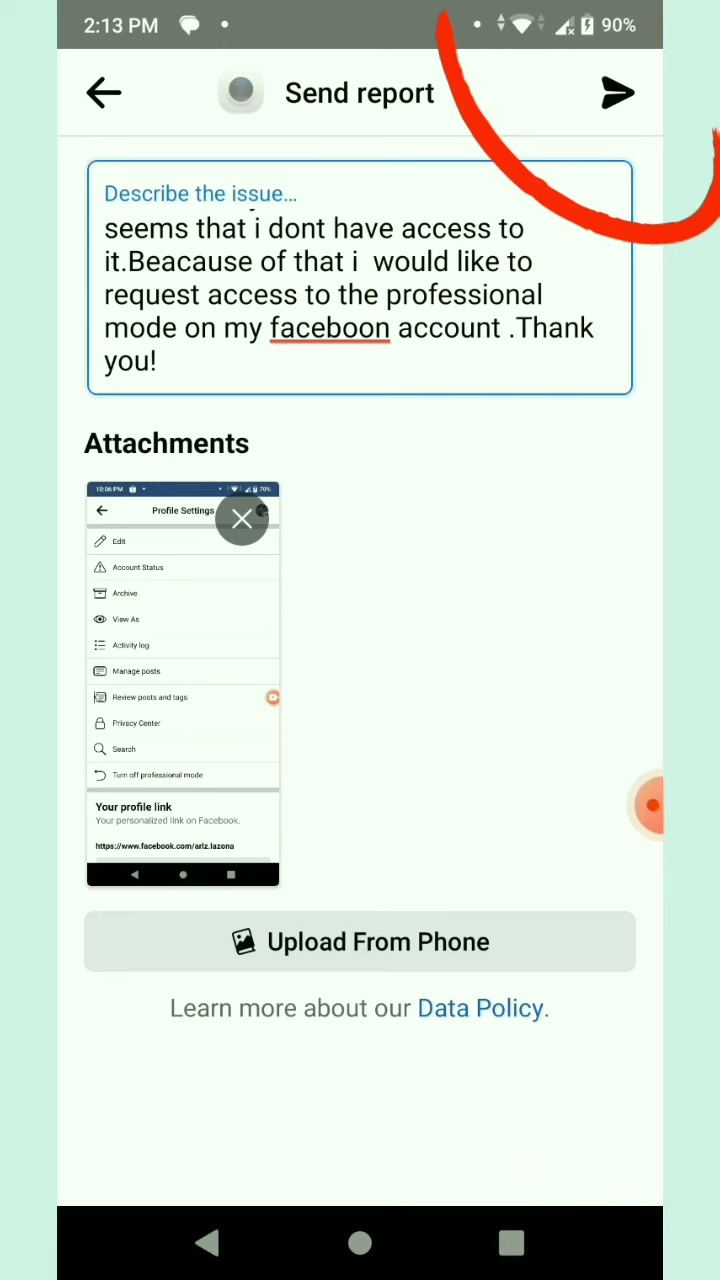 2:13 PM
90%
Send report
Describe the issue...
seems that i dont have access to
it.Beacause of that i  would like to
request access to the professional
mode on my faceboon account .Thank
you!
Attachments
10:06 PM
70%
Profile Settings
Edit
Account Status
Archive
View As
Activity log
Manage posts
Review posts and tags
Privacy Center
Search
Turn off professional mode
Your profile link
Your personalized link on Facebook.
https://www.facebook.com/arlz.lazona
Upload From Phone
Learn more about our Data Policy.